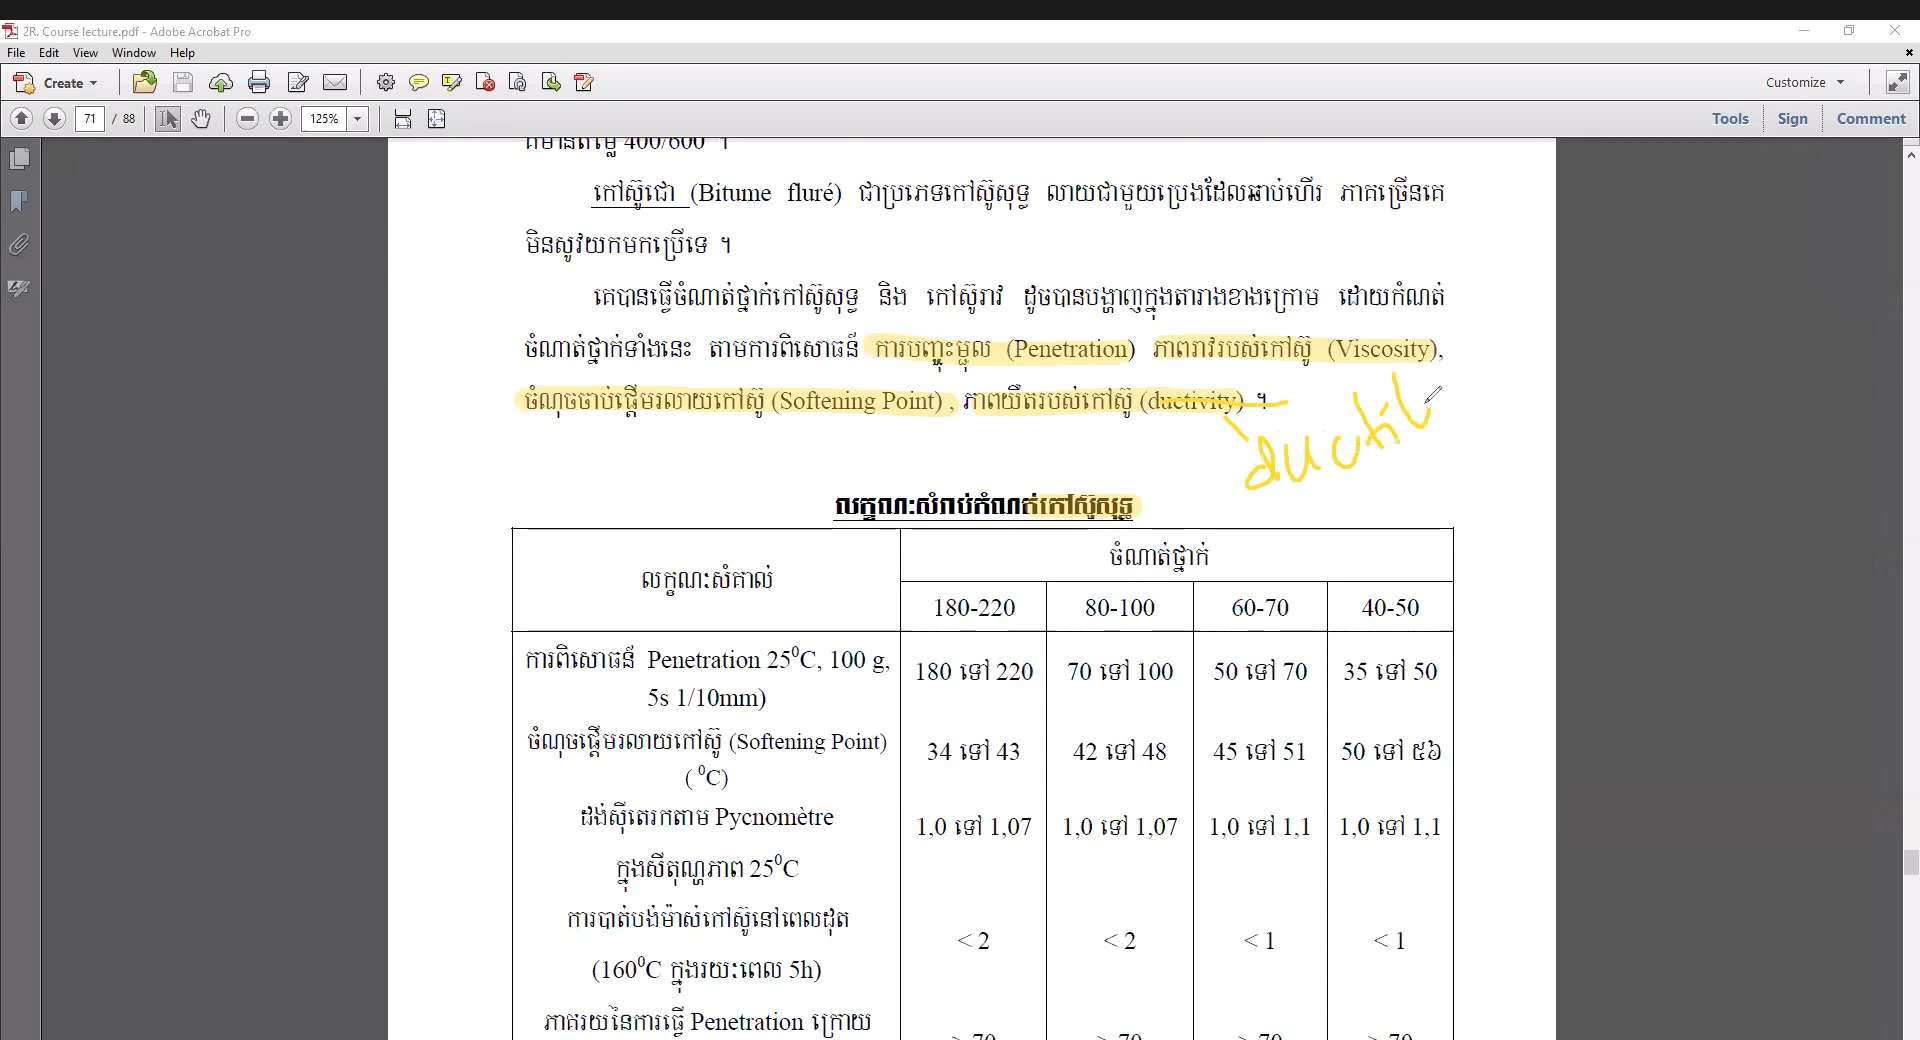 2R. Course lecture.pdf - Adobe Acrobat Pro
File Edit View Window Help
Create Customize
71 / 88 125% Tools Sign Comment
400/600 ។
កៅស៊ូជោ (Bitume fluré) ជាប្រភេទកៅស៊ូសុទ្ធ លាយជាមួយប្រេងដែលឆាប់ហើរ ភាគច្រើនគេ
មិនសូវយកមកប្រើទេ ។
គេបានធ្វើចំណាត់ថ្នាក់កៅស៊ូសុទ្ធ និង កៅស៊ូរាវ ដូចបានបង្ហាញក្នុងតារាងខាងក្រោម ដោយកំណត់
ចំណាត់ថ្នាក់ទាំងនេះ តាមការពិសោធន៍ ការបញ្ចុះម្ជុល (Penetration) ភាពរាវរបស់កៅស៊ូ (Viscosity),
ចំណុចចាប់ផ្តើមរលាយកៅស៊ូ (Softening Point) , ភាពយឺតរបស់កៅស៊ូ (ductivity) ។
ductil
លក្ខណៈសំរាប់កំណត់កៅស៊ូសុទ្ធ
លក្ខណៈសំគាល់ ចំណាត់ថ្នាក់
180-220 80-100 60-70 40-50
ការពិសោធន៍ Penetration 25⁰C, 100 g,
5s 1/10mm) 180 ទៅ 220 70 ទៅ 100 50 ទៅ 70 35 ទៅ 50
ចំណុចផ្តើមរលាយកៅស៊ូ (Softening Point)
( ⁰C) 34 ទៅ 43 42 ទៅ 48 45 ទៅ 51 50 ទៅ ៥៦
ដង់ស៊ីតេរកតាម Pycnomètre 1,0 ទៅ 1,07 1,0 ទៅ 1,07 1,0 ទៅ 1,1 1,0 ទៅ 1,1
ក្នុងសីតុណ្ហភាព 25⁰C
ការបាត់បង់ម៉ាស់កៅស៊ូនៅពេលដុត
(160⁰C ក្នុងរយៈពេល 5h) < 2 < 2 < 1 < 1
ភាគរយនៃការធ្វើ Penetration ក្រោយ